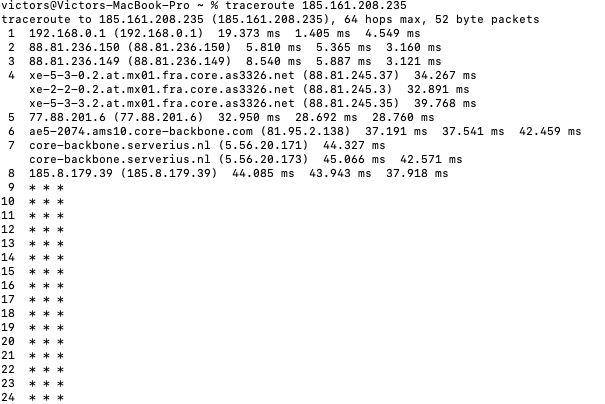 victors@Victors-MacBook-Pro ~ % traceroute 185.161.208.235
traceroute to 185.161.208.235 (185.161.208.235), 64 hops max, 52 byte packets
 1  192.168.0.1 (192.168.0.1)  19.373 ms  1.405 ms  4.549 ms
 2  88.81.236.150 (88.81.236.150)  5.810 ms  5.365 ms  3.160 ms
 3  88.81.236.149 (88.81.236.149)  8.540 ms  5.887 ms  3.121 ms
 4  xe-5-3-0.2.at.mx01.fra.core.as3326.net (88.81.245.37)  34.267 ms
    xe-2-2-0.2.at.mx01.fra.core.as3326.net (88.81.245.3)  32.891 ms
    xe-5-3-3.2.at.mx01.fra.core.as3326.net (88.81.245.35)  39.768 ms
 5  77.88.201.6 (77.88.201.6)  32.950 ms  28.692 ms  28.760 ms
 6  ae5-2074.ams10.core-backbone.com (81.95.2.138)  37.191 ms  37.541 ms  42.459 ms
 7  core-backbone.serverius.nl (5.56.20.171)  44.327 ms
    core-backbone.serverius.nl (5.56.20.173)  45.066 ms  42.571 ms
 8  185.8.179.39 (185.8.179.39)  44.085 ms  43.943 ms  37.918 ms
 9  * * *
10  * * *
11  * * *
12  * * *
13  * * *
14  * * *
15  * * *
16  * * *
17  * * *
18  * * *
19  * * *
20  * * *
21  * * *
22  * * *
23  * * *
24  * * *